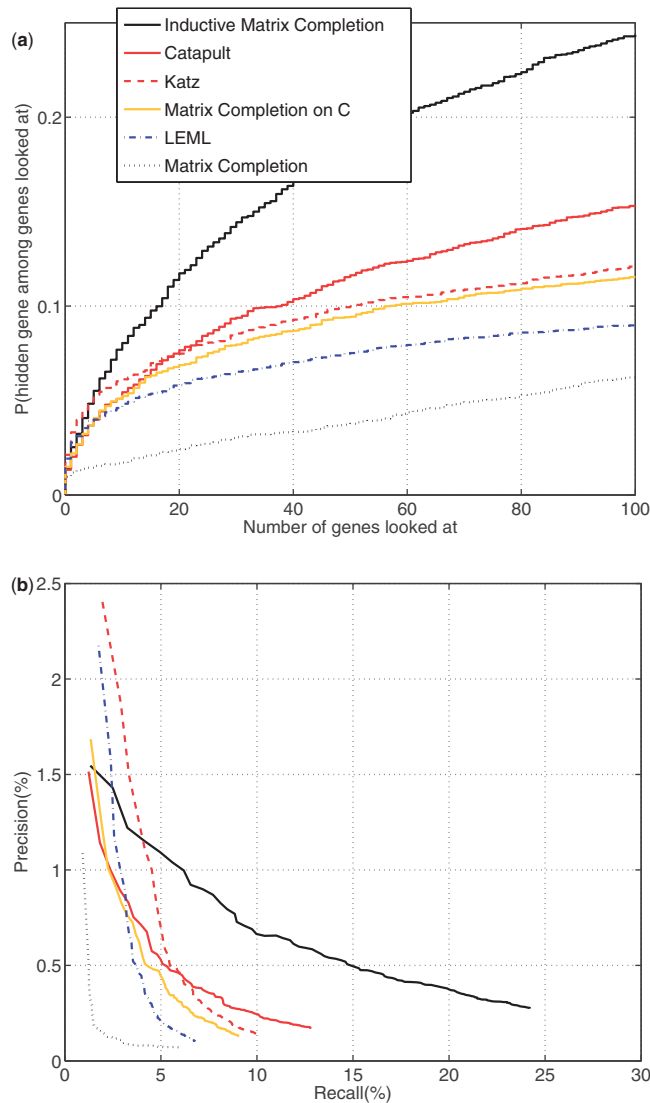 (a)
Inductive Matrix Completion
Catapult
Katz
Matrix Completion on C
LEML
Matrix Completion
P(hidden gene among genes looked at)
0.2
0.1
0
0 20 40 60 80 100
Number of genes looked at
(b)
Precision(%)
2.5
2
1.5
1
0.5
0
0 5 10 15 20 25 30
Recall(%)